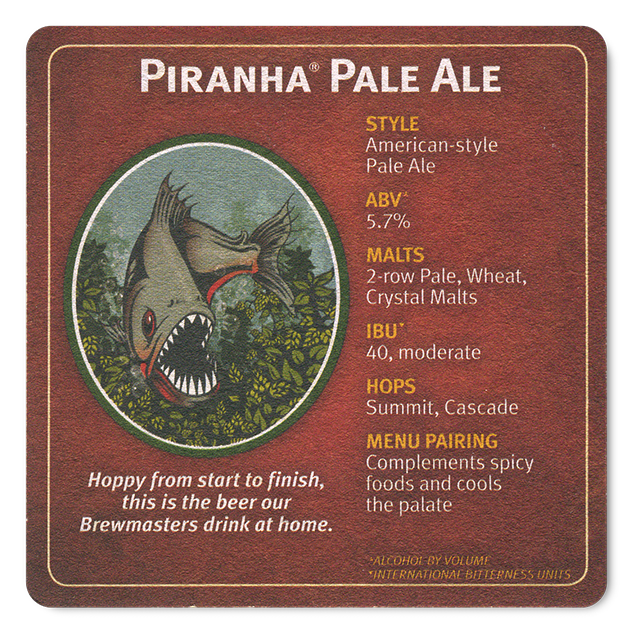 PIRANHA® PALE ALE
STYLE
American-style
Pale Ale
ABV*
5.7%
MALTS
2-row Pale, Wheat,
Crystal Malts
IBU*
40, moderate
HOPS
Summit, Cascade
MENU PAIRING
Complements spicy
foods and cools
the palate
Hoppy from start to finish,
this is the beer our
Brewmasters drink at home.
*ALCOHOL BY VOLUME
*INTERNATIONAL BITTERNESS UNITS